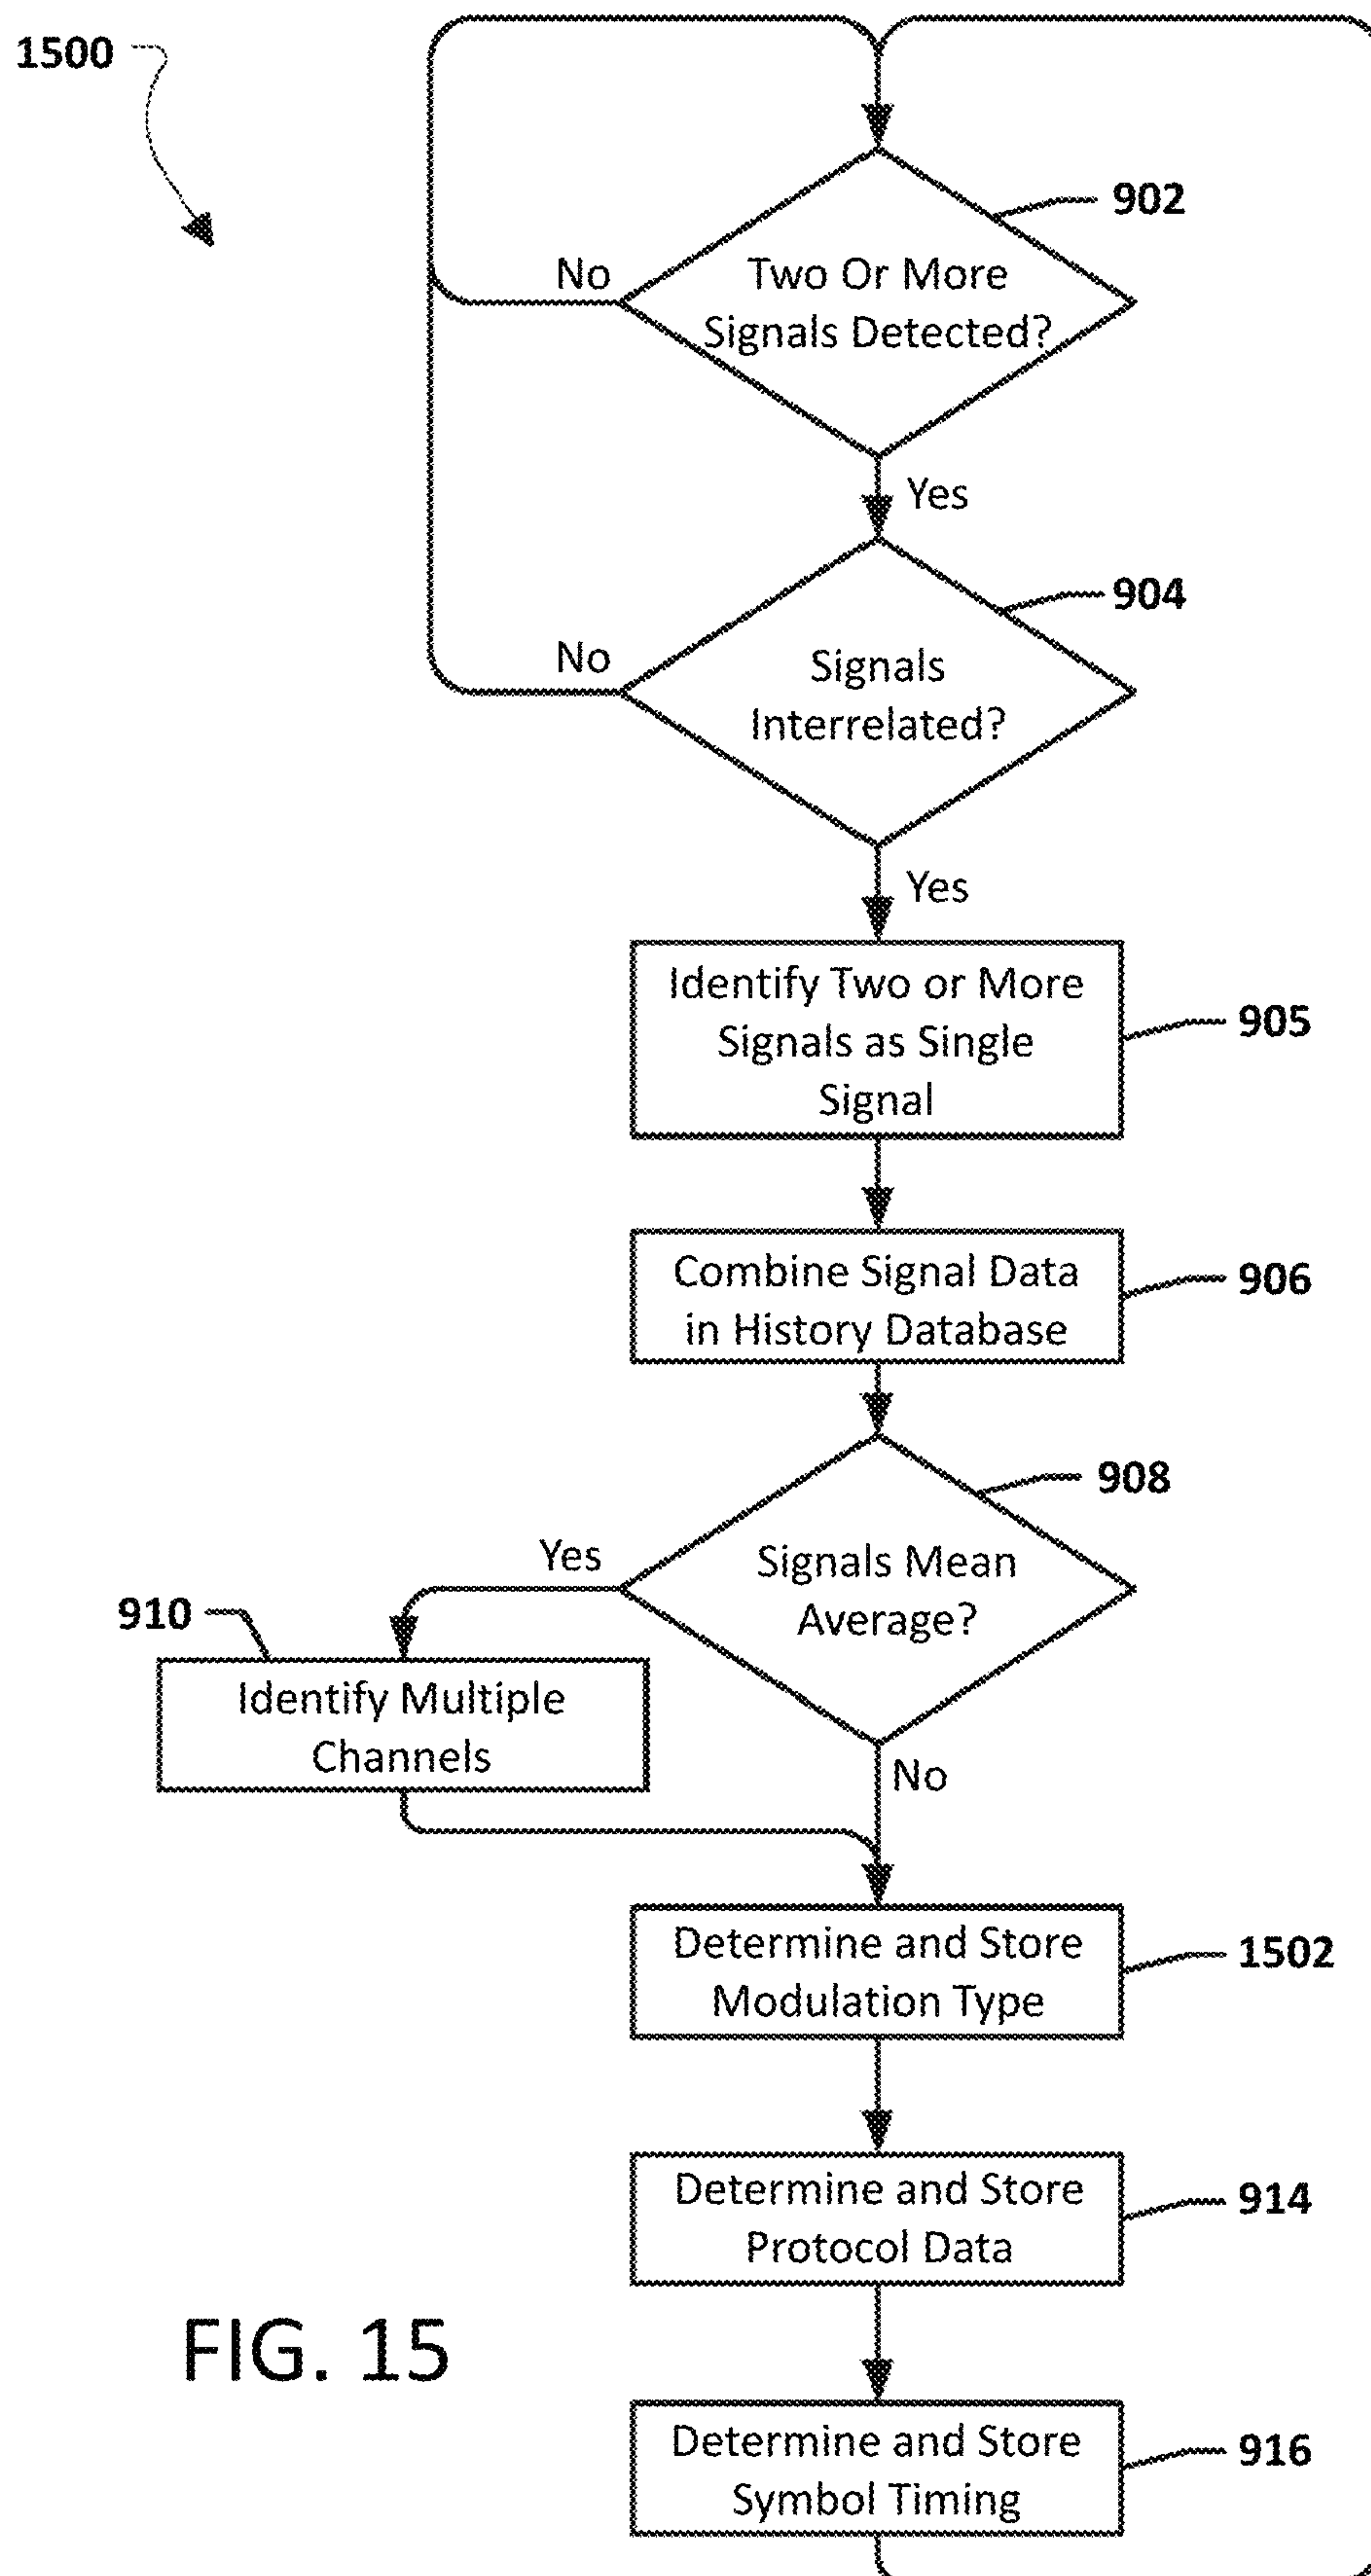 1500
902
No
Two Or More
Signals Detected?
Yes
904
No
Signals
Interrelated?
Yes
Identify Two or More
Signals as Single
Signal
905
Combine Signal Data
in History Database
906
908
Yes
Signals Mean
Average?
910
Identify Multiple
Channels
No
Determine and Store
Modulation Type
1502
Determine and Store
Protocol Data
914
FIG. 15
Determine and Store
Symbol Timing
916